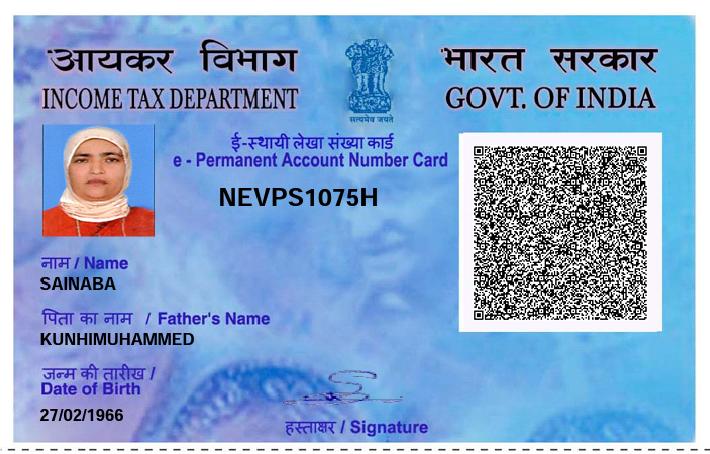 आयकर विभाग
INCOME TAX DEPARTMENT
सत्यमेव जयते
भारत सरकार
GOVT. OF INDIA
ई-स्थायी लेखा संख्या कार्ड
e - Permanent Account Number Card
NEVPS1075H
नाम / Name
SAINABA
पिता का नाम / Father's Name
KUNHIMUHAMMED
जन्म की तारीख /
Date of Birth
27/02/1966
हस्ताक्षर / Signature